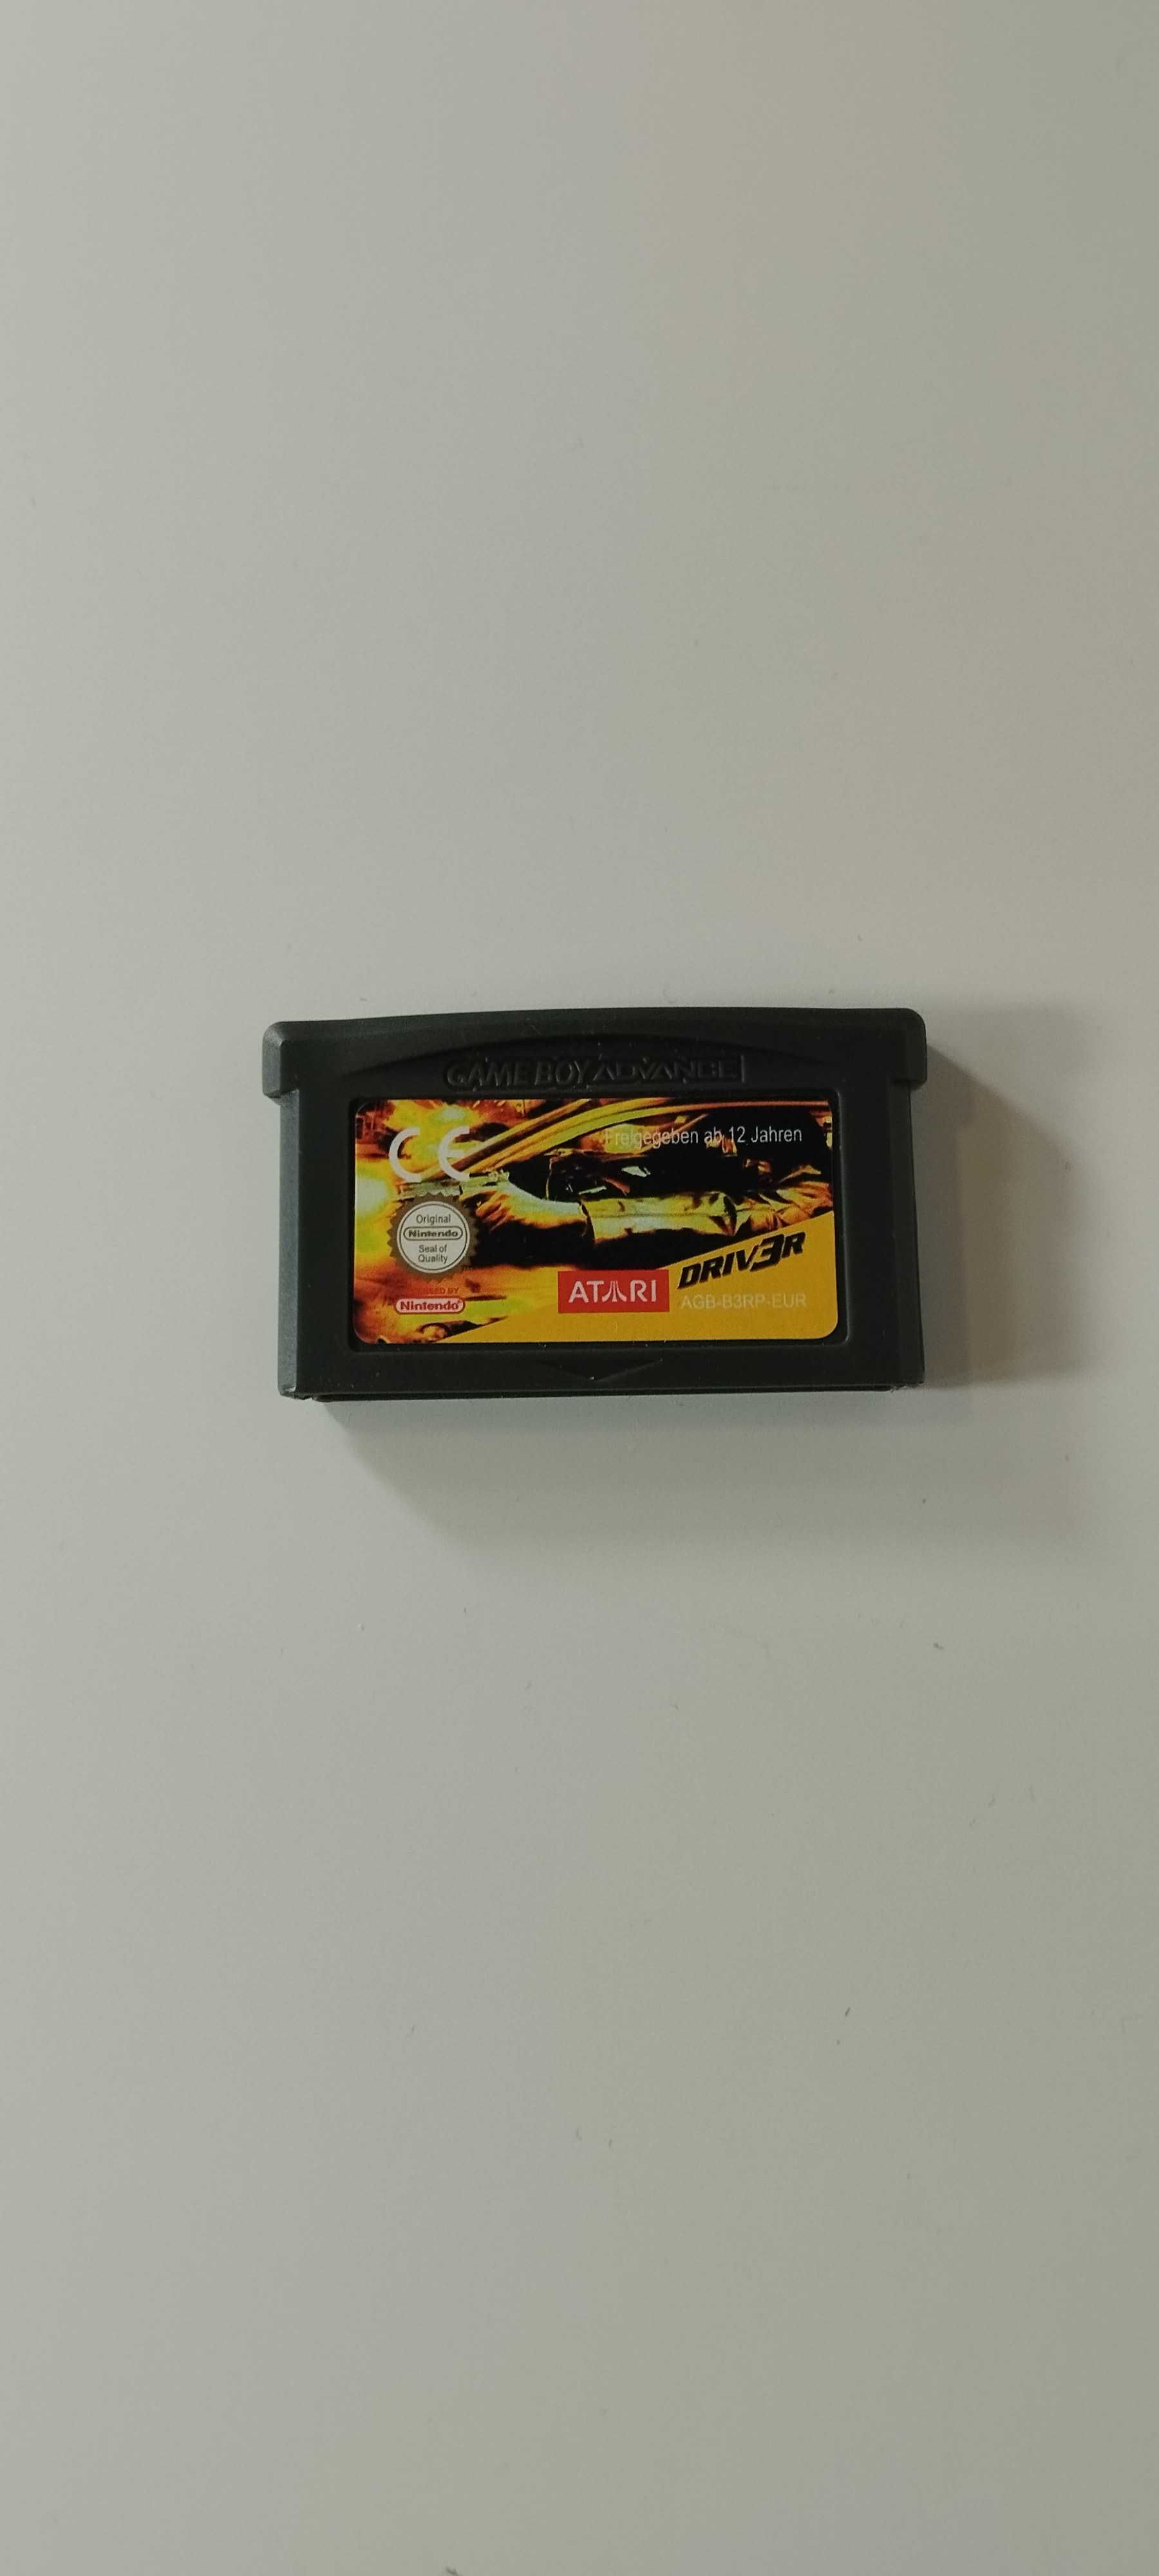 GAME BOY ADVANCE
CE
Freigegeben ab 12 Jahren
Original
Nintendo
Seal of
Quality
DRIV3R
ATARI
AGB-B3RP-EUR
Nintendo